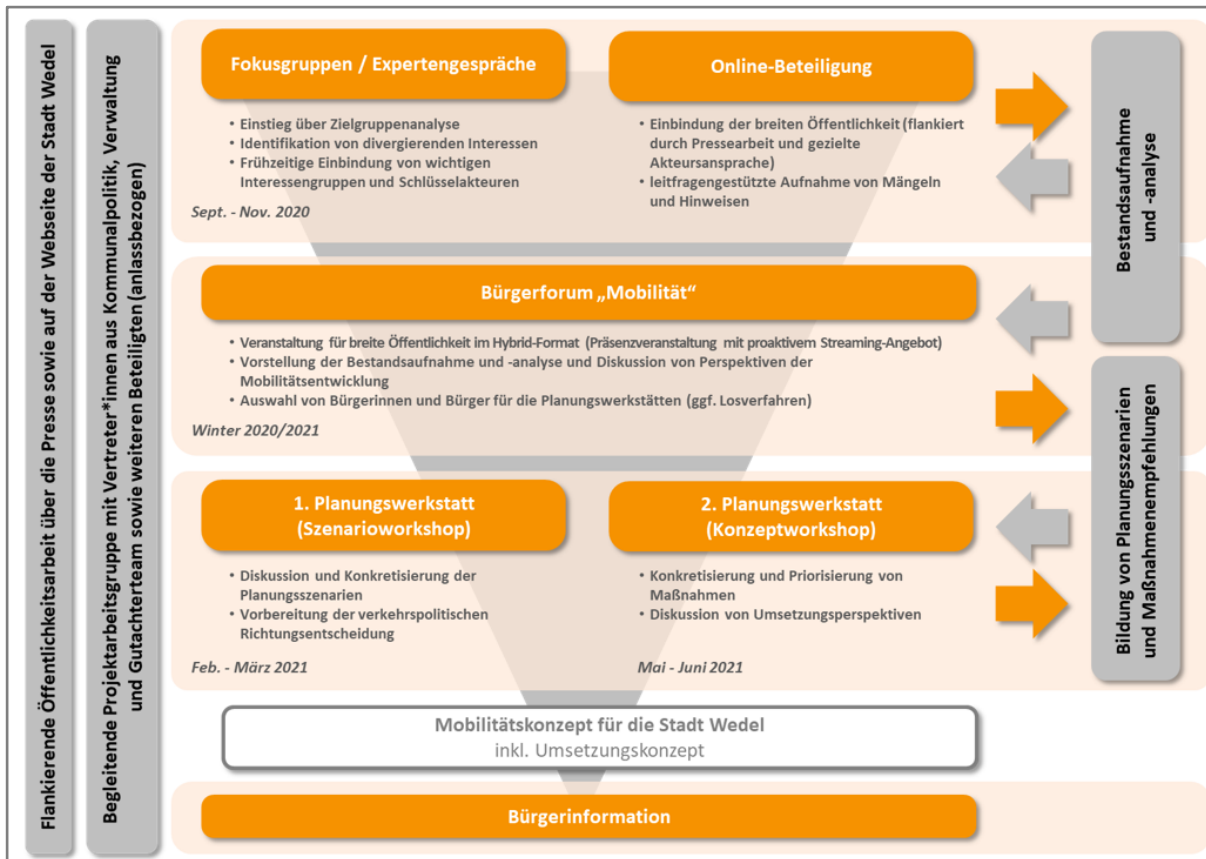 Flankierende Öffentlichkeitsarbeit über die Presse sowie auf der Webseite der Stadt Wedel
Begleitende Projektarbeitsgruppe mit Vertreter*innen aus Kommunalpolitik, Verwaltung
und Gutachterteam sowie weiteren Beteiligten (anlassbezogen)
Fokusgruppen / Expertengespräche
• Einstieg über Zielgruppenanalyse
• Identifikation von divergierenden Interessen
• Frühzeitige Einbindung von wichtigen
Interessengruppen und Schlüsselakteuren
Sept. - Nov. 2020
Online-Beteiligung
• Einbindung der breiten Öffentlichkeit (flankiert
durch Pressearbeit und gezielte
Akteursansprache)
• leitfragengestützte Aufnahme von Mängeln
und Hinweisen
Bestandsaufnahme
und -analyse
Bürgerforum „Mobilität“
• Veranstaltung für breite Öffentlichkeit im Hybrid-Format (Präsenzveranstaltung mit proaktivem Streaming-Angebot)
• Vorstellung der Bestandsaufnahme und -analyse und Diskussion von Perspektiven der
Mobilitätsentwicklung
• Auswahl von Bürgerinnen und Bürger für die Planungswerkstätten (ggf. Losverfahren)
Winter 2020/2021
1. Planungswerkstatt
(Szenarioworkshop)
• Diskussion und Konkretisierung der
Planungsszenarien
• Vorbereitung der verkehrspolitischen
Richtungsentscheidung
Feb. - März 2021
2. Planungswerkstatt
(Konzeptworkshop)
• Konkretisierung und Priorisierung von
Maßnahmen
• Diskussion von Umsetzungsperspektiven
Mai - Juni 2021
Bildung von Planungsszenarien
und Maßnahmenempfehlungen
Mobilitätskonzept für die Stadt Wedel
inkl. Umsetzungskonzept
Bürgerinformation